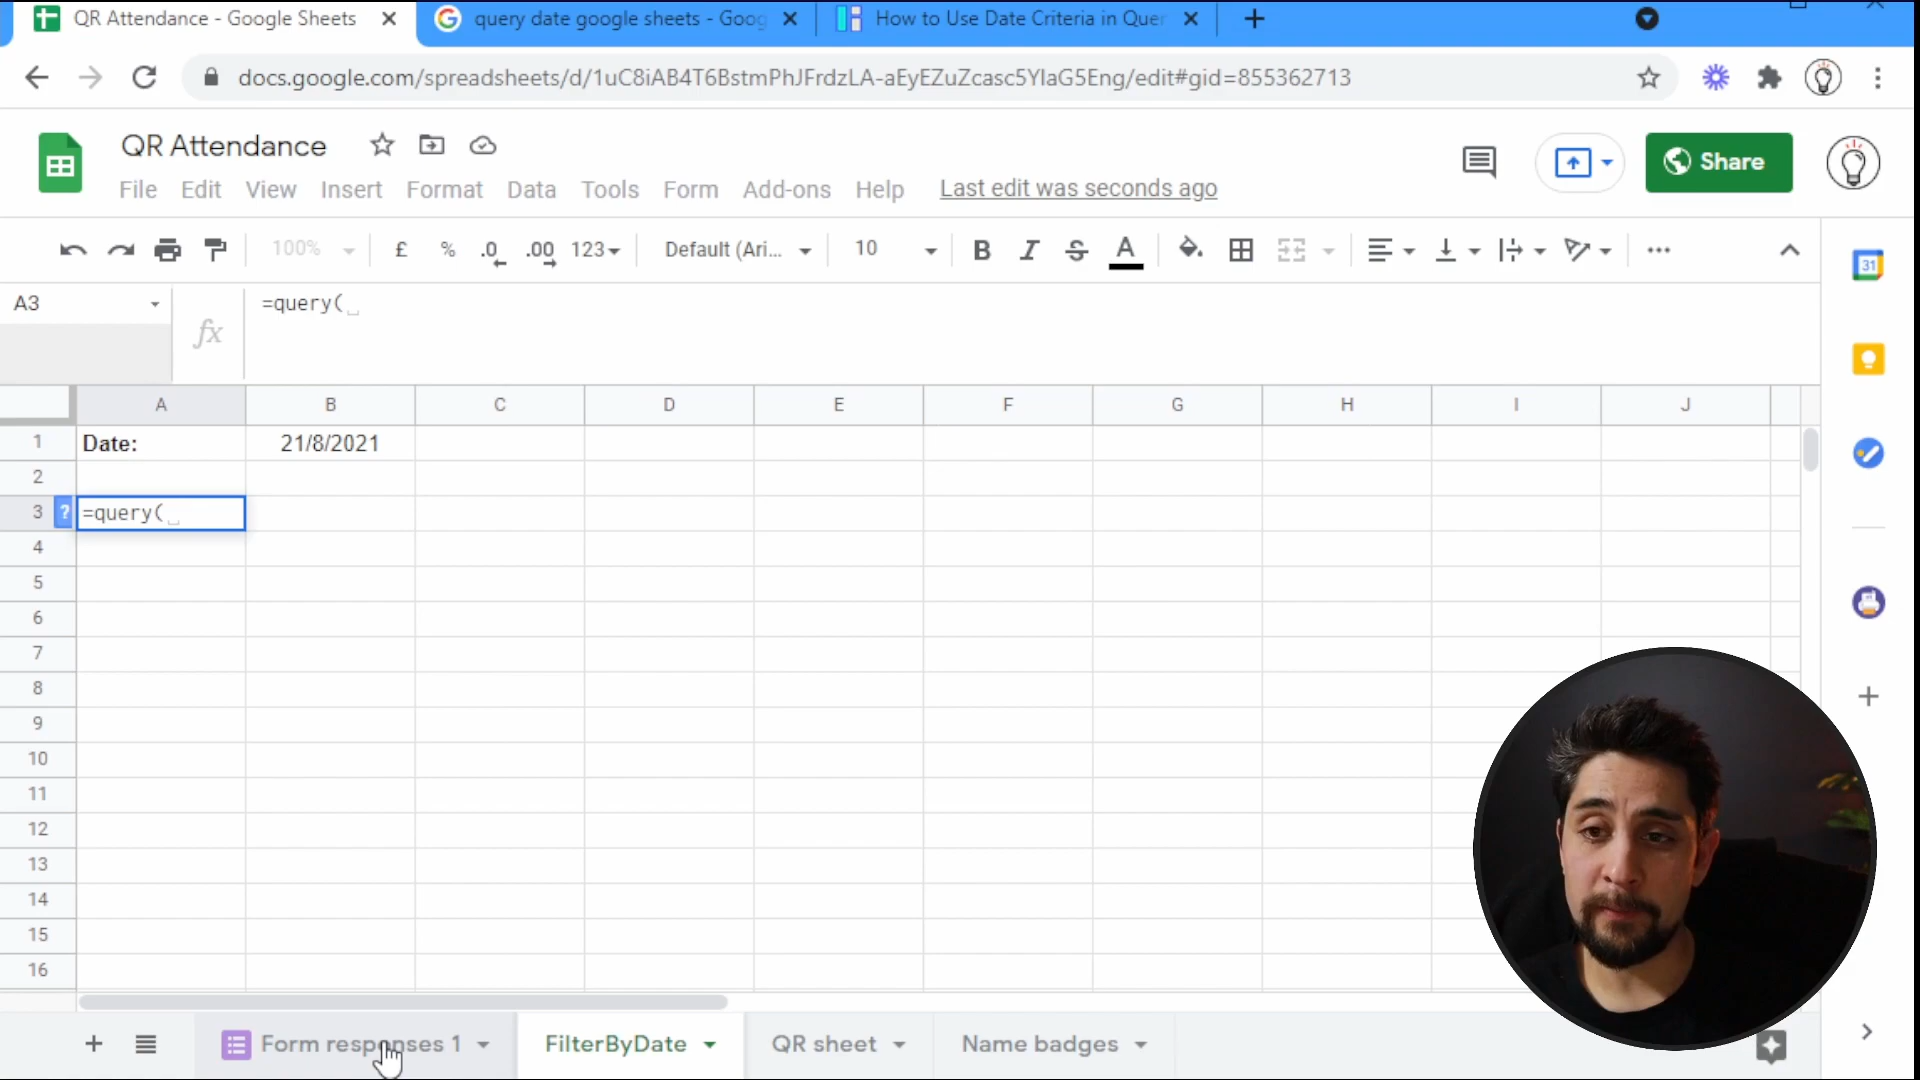 QR Attendance - Google Sheets
query date google sheets - Goog
How to Use Date Criteria in Quer
docs.google.com/spreadsheets/d/1uC8iAB4T6BstmPhJFrdzLA-aEyEZuZcasc5YlaG5Eng/edit#gid=855362713
QR Attendance
Share
File Edit View Insert Format Data Tools Form Add-ons Help Last edit was seconds ago
100% £ % .0 .00 123 Default (Ari... 10 B I S A
31
A3
fx
=query(
A B C D E F G H I J
1 Date: 21/8/2021
2
3 ? =query(
4
5
6
7
8
9
10
11
12
13
14
15
16
Form responses 1 FilterByDate QR sheet Name badges